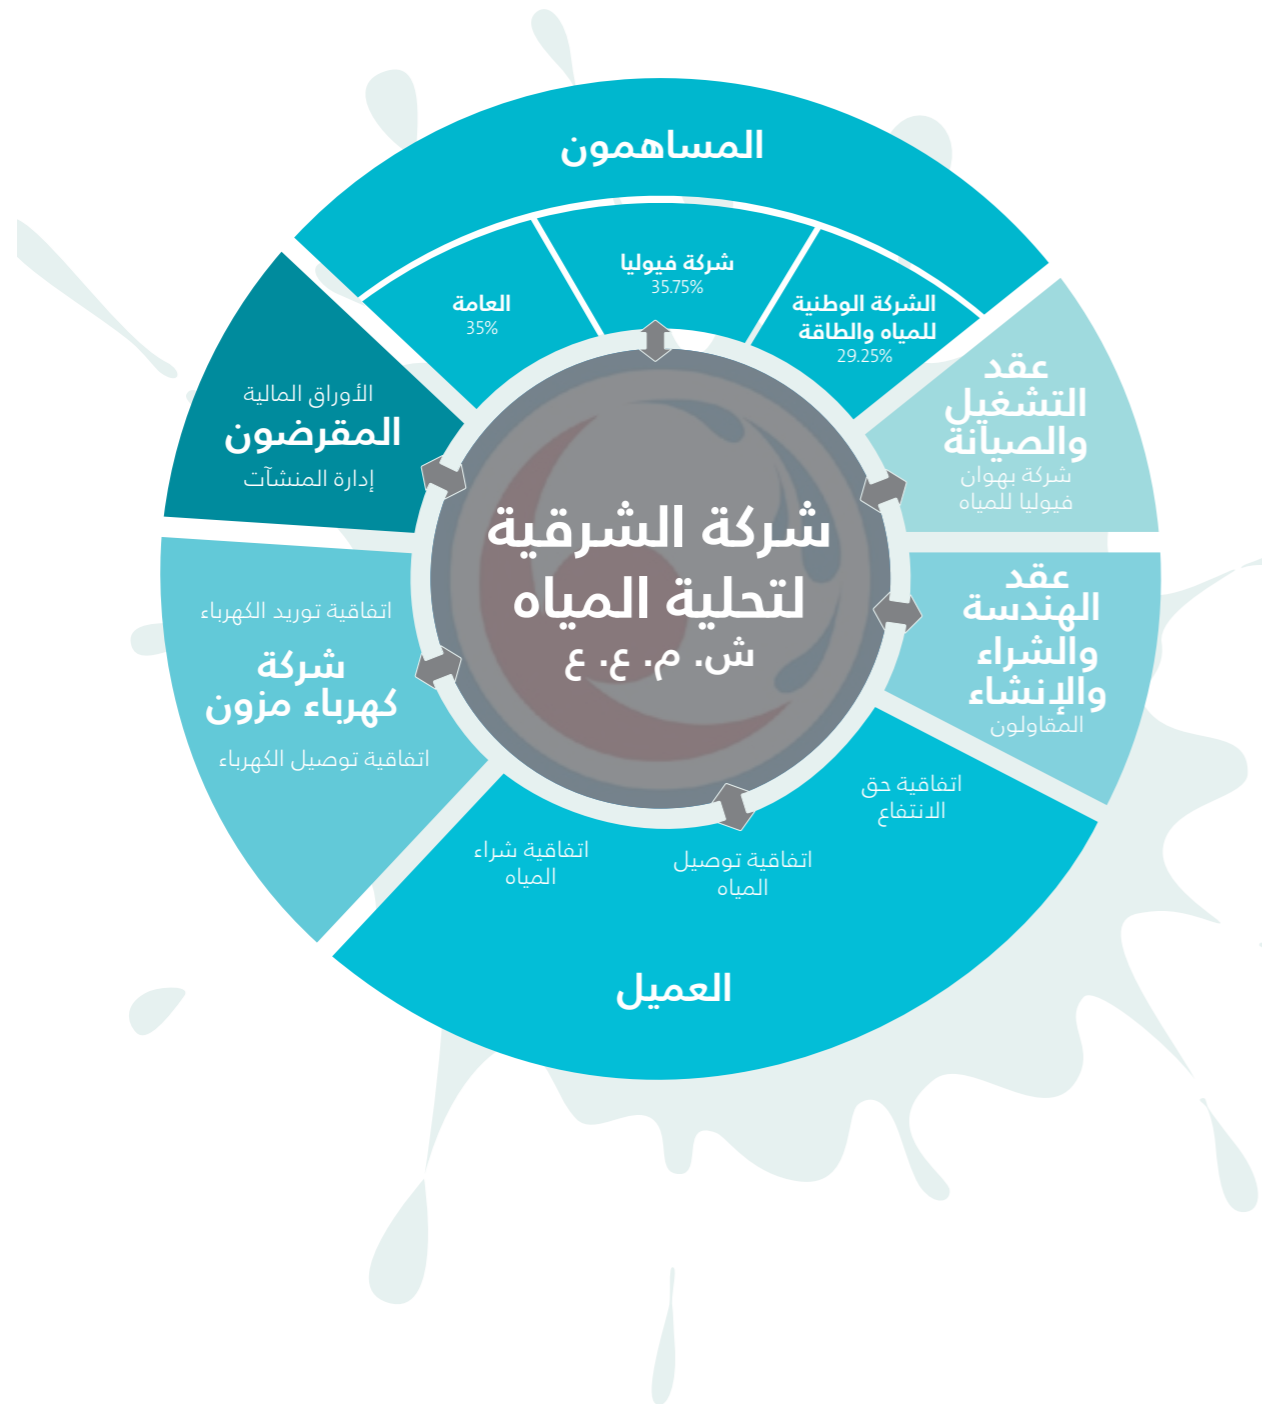 المساهمون
العامة
35%
شركة فيوليا
35.75%
الشركة الوطنية
للمياه والطاقة
29.25%
عقد
التشغيل
والصيانة
شركة بهوان
فيوليا للمياه
عقد
الهندسة
والشراء
والإنشاء
المقاولون
اتفاقية حق
الانتفاع
اتفاقية توصيل
المياه
اتفاقية شراء
المياه
العميل
اتفاقية توريد الكهرباء
شركة
كهرباء مزون
اتفاقية توصيل الكهرباء
الأوراق المالية
المقرضون
إدارة المنشآت
شركة الشرقية
لتحلية المياه
ش. م. ع. ع